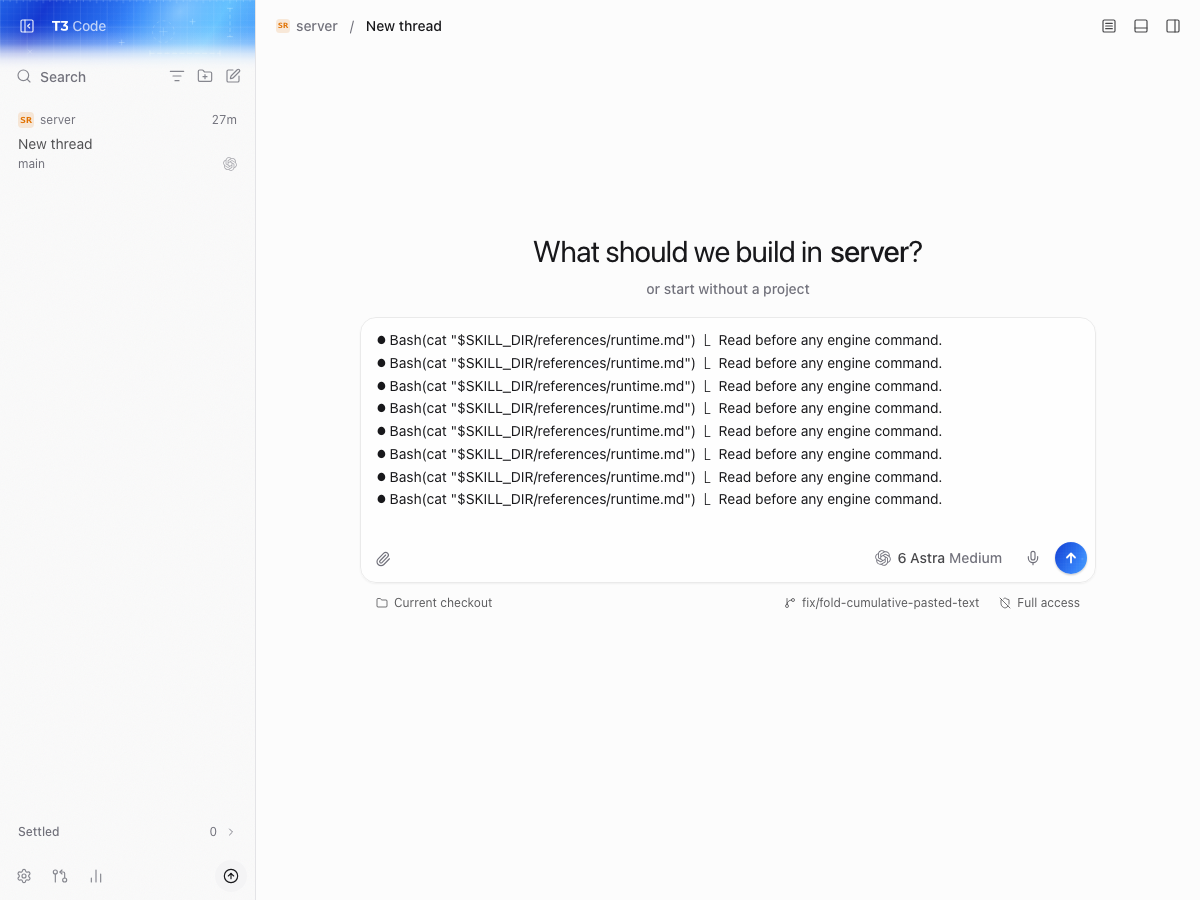 T3 Code
SR server / New thread
Search
SR server 27m
New thread
main
What should we build in server?
or start without a project
● Bash(cat "$SKILL_DIR/references/runtime.md") ⎿ Read before any engine command.
● Bash(cat "$SKILL_DIR/references/runtime.md") ⎿ Read before any engine command.
● Bash(cat "$SKILL_DIR/references/runtime.md") ⎿ Read before any engine command.
● Bash(cat "$SKILL_DIR/references/runtime.md") ⎿ Read before any engine command.
● Bash(cat "$SKILL_DIR/references/runtime.md") ⎿ Read before any engine command.
● Bash(cat "$SKILL_DIR/references/runtime.md") ⎿ Read before any engine command.
● Bash(cat "$SKILL_DIR/references/runtime.md") ⎿ Read before any engine command.
● Bash(cat "$SKILL_DIR/references/runtime.md") ⎿ Read before any engine command.
6 Astra Medium
Current checkout
fix/fold-cumulative-pasted-text
Full access
Settled 0